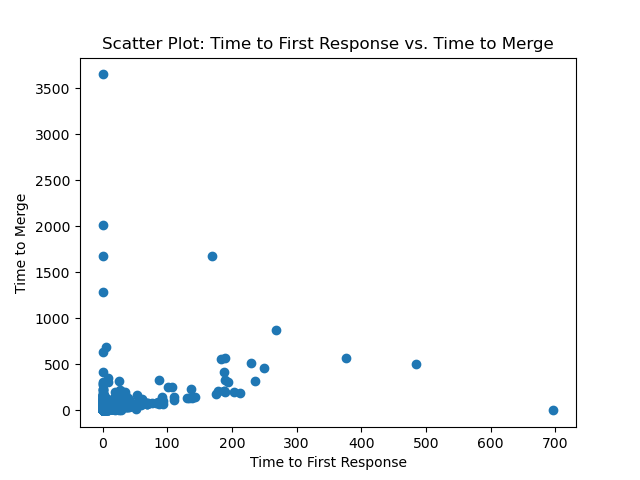 Scatter Plot: Time to First Response vs. Time to Merge
3500
3000
2500
2000
1500
1000
500
0
Time to Merge
0 100 200 300 400 500 600 700
Time to First Response